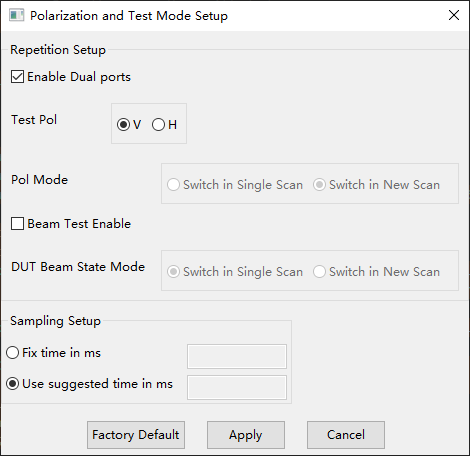 Polarization and Test Mode Setup
Repetition Setup
Enable Dual ports
Test Pol V H
Pol Mode Switch in Single Scan Switch in New Scan
Beam Test Enable
DUT Beam State Mode Switch in Single Scan Switch in New Scan
Sampling Setup
Fix time in ms
Use suggested time in ms
Factory Default Apply Cancel